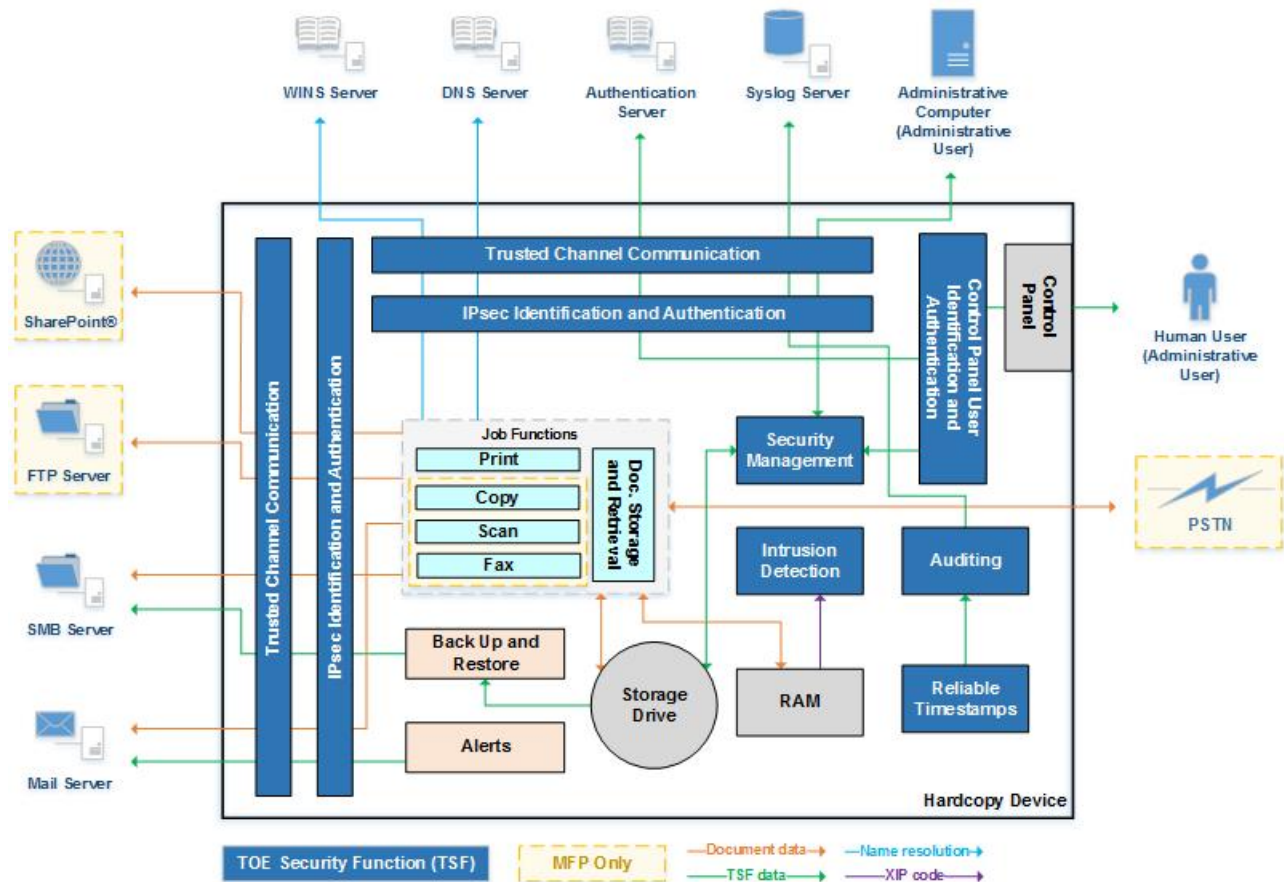 WINS Server
DNS Server
Authentication
Server
Syslog Server
Administrative
Computer
(Administrative
User)
SharePoint®
FTP Server
SMB Server
Mail Server
Trusted Channel Communication
IPsec Identification and Authentication
Trusted Channel Communication
IPsec Identification and Authentication
Control Panel User
Identification and
Authentication
Control
Panel
Human User
(Administrative
User)
Job Functions
Print
Copy
Scan
Fax
Doc. Storage
and Retrieval
Security
Management
PSTN
Intrusion
Detection
Auditing
Back Up and
Restore
Storage
Drive
RAM
Reliable
Timestamps
Alerts
Hardcopy Device
TOE Security Function (TSF)
MFP Only
Document data
Name resolution
TSF data
XIP code